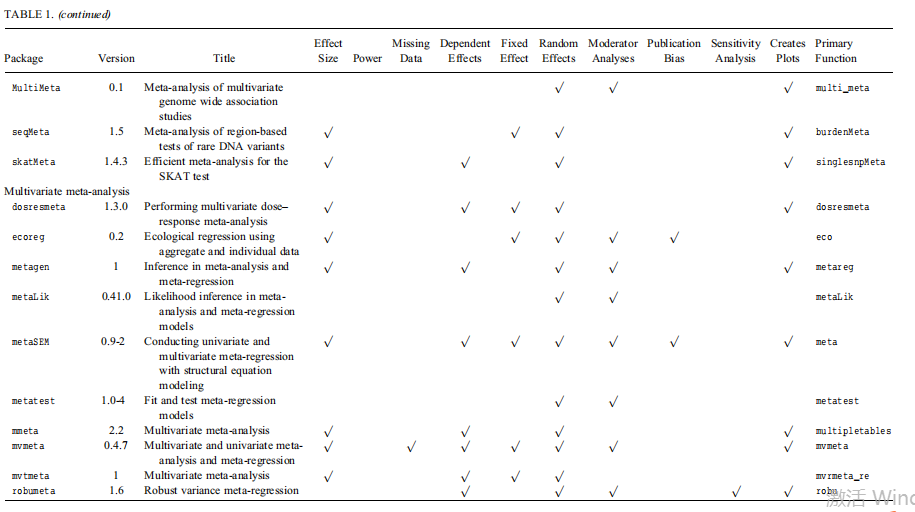 TABLE 1. (continued)
Effect Missing Dependent Fixed Random Moderator Publication Sensitivity Creates Primary
Package Version Title Size Power Data Effects Effect Effects Analyses Bias Analysis Plots Function
MultiMeta 0.1 Meta-analysis of multivariate √ √ √ multi_meta
genome wide association
studies
seqMeta 1.5 Meta-analysis of region-based √ √ √ √ burdenMeta
tests of rare DNA variants
skatMeta 1.4.3 Efficient meta-analysis for the √ √ √ √ singlesnpMeta
SKAT test
Multivariate meta-analysis
dosresmeta 1.3.0 Performing multivariate dose– √ √ √ √ √ dosresmeta
response meta-analysis
ecoreg 0.2 Ecological regression using √ √ √ √ √ eco
aggregate and individual data
metagen 1 Inference in meta-analysis and √ √ √ √ √ metareg
meta-regression
metaLik 0.41.0 Likelihood inference in meta- √ √ metaLik
analysis and meta-regression
models
metaSEM 0.9-2 Conducting univariate and √ √ √ √ √ √ √ meta
multivariate meta-regression
with structural equation
modeling
metatest 1.0-4 Fit and test meta-regression √ √ metatest
models
mmeta 2.2 Multivariate meta-analysis √ √ √ √ multipletables
mvmeta 0.4.7 Multivariate and univariate meta- √ √ √ √ √ √ √ mvmeta
analysis and meta-regression
mvtmeta 1 Multivariate meta-analysis √ √ √ √ mvrmeta_re
robumeta 1.6 Robust variance meta-regression √ √ √ √ √ robu
激活 Wind